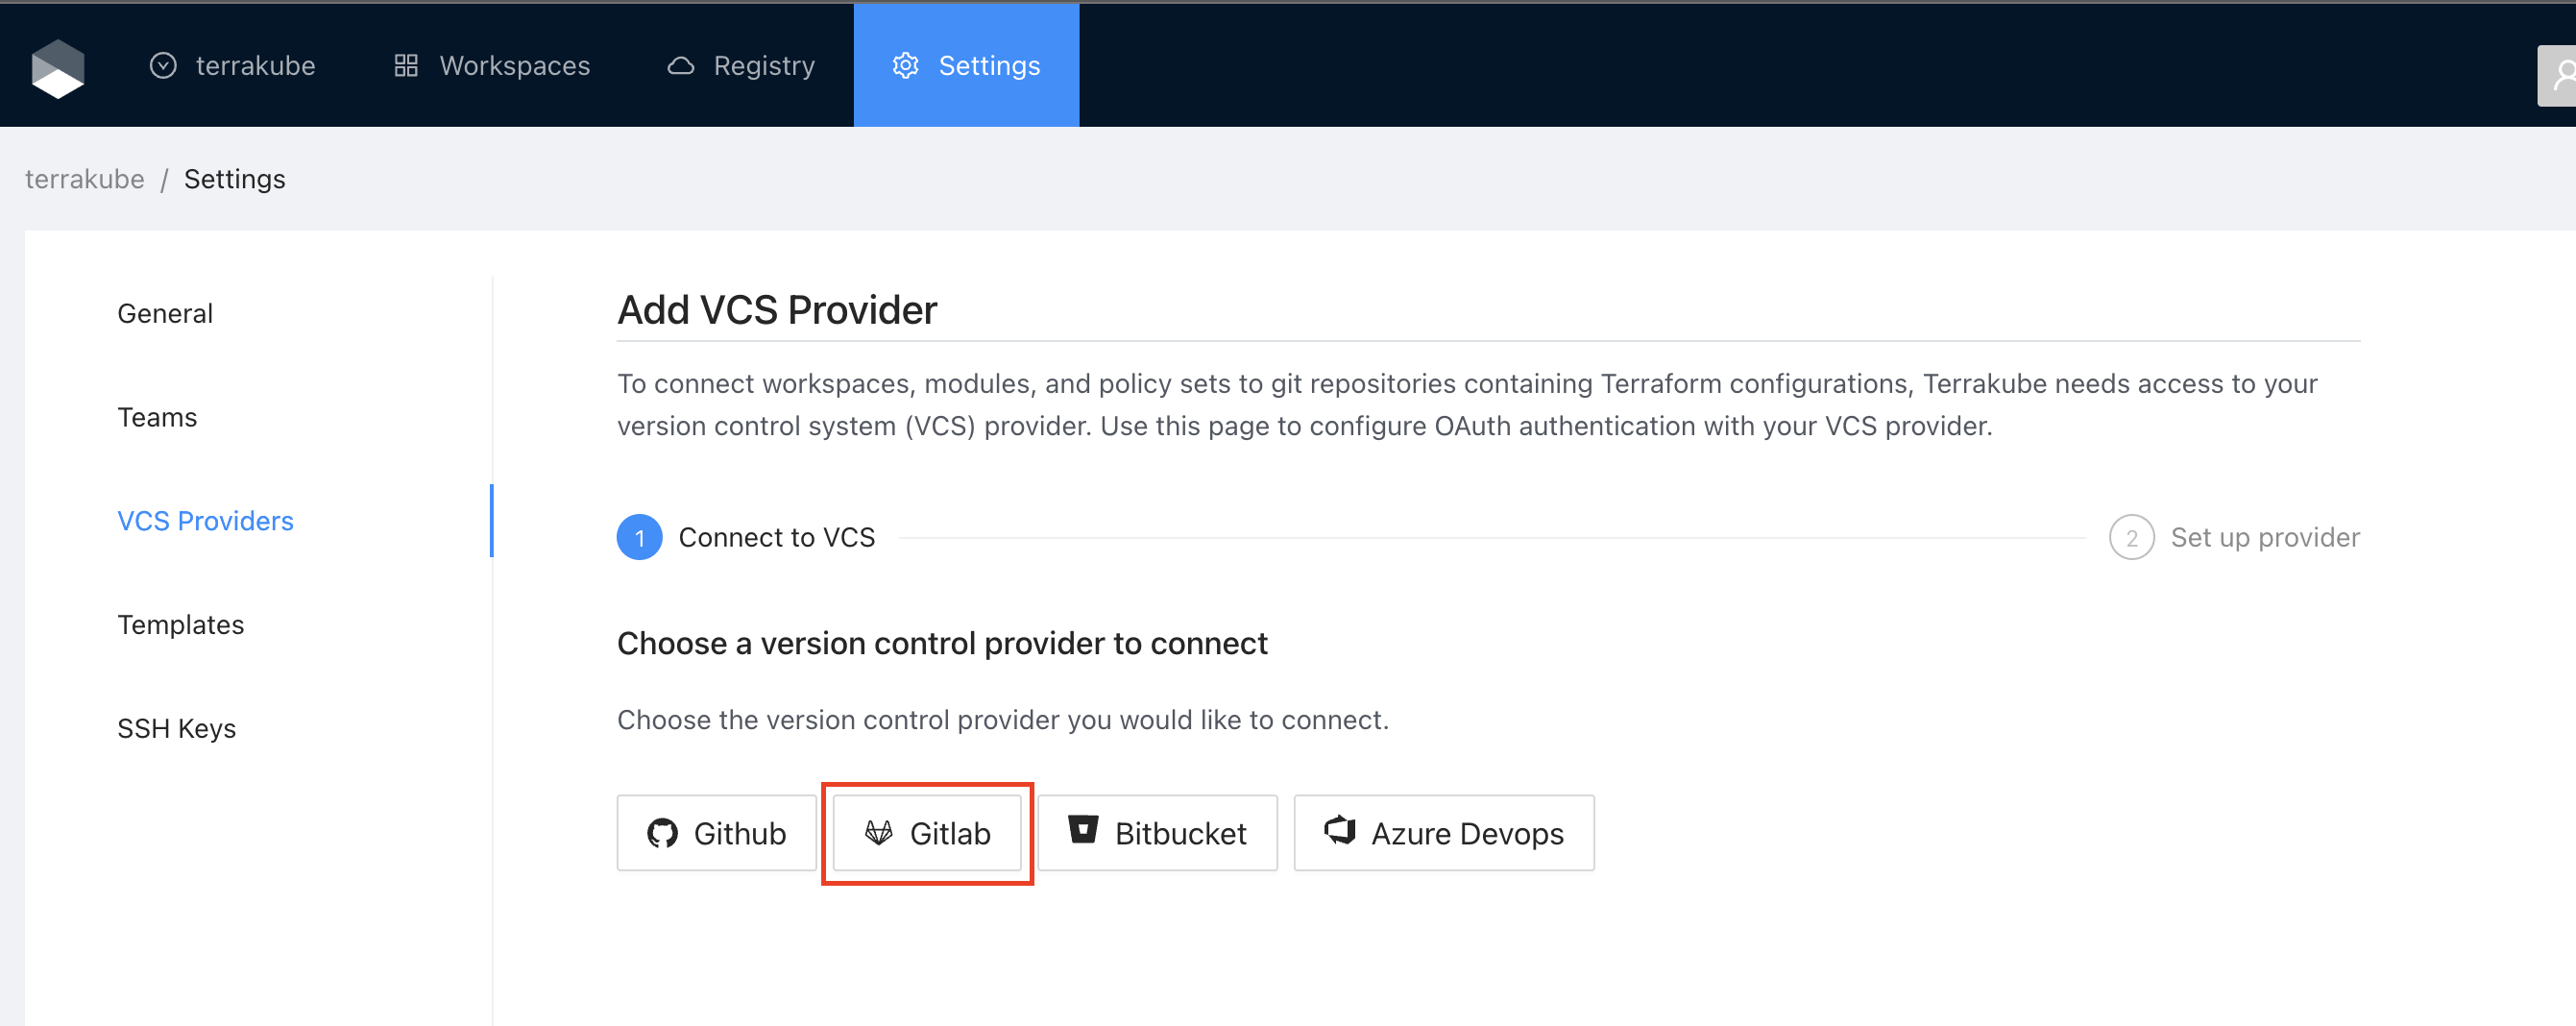 terrakube Workspaces Registry Settings
terrakube / Settings
General
Teams
VCS Providers
Templates
SSH Keys
Add VCS Provider
To connect workspaces, modules, and policy sets to git repositories containing Terraform configurations, Terrakube needs access to your
version control system (VCS) provider. Use this page to configure OAuth authentication with your VCS provider.
1 Connect to VCS
2 Set up provider
Choose a version control provider to connect
Choose the version control provider you would like to connect.
Github Gitlab Bitbucket Azure Devops